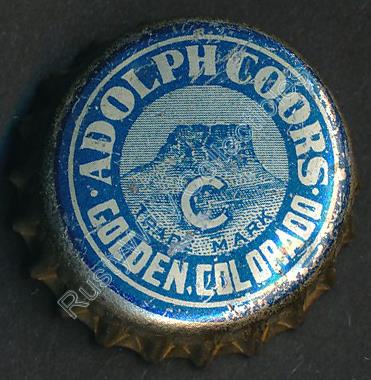 ADOLPH COORS
C
TRADE MARK
GOLDEN, COLORADO